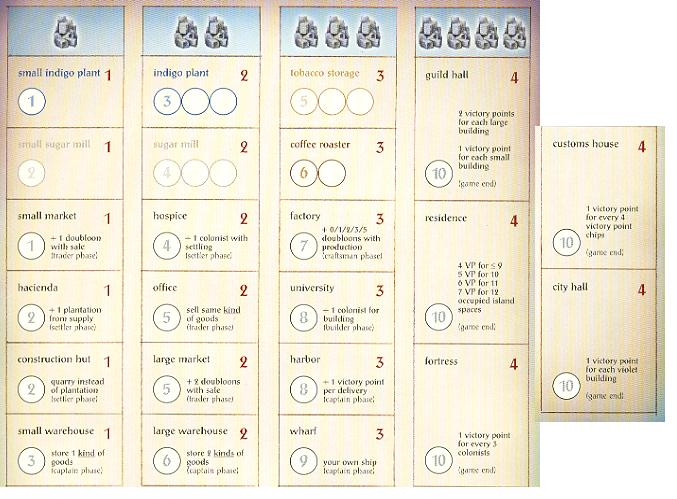 small indigo plant 1
1
small sugar mill 1
2
small market 1
1
+ 1 doubloon
with sale
(trader phase)
hacienda 1
2
+ 1 plantation
from supply
(settler phase)
construction hut 1
2
quarry instead
of plantation
(settler phase)
small warehouse 1
3
store 1 kind of
goods
(captain phase)
indigo plant 2
3
sugar mill 2
4
hospice 2
4
+ 1 colonist with
settling
(settler phase)
office 2
5
sell same kind
of goods
(trader phase)
large market 2
5
+ 2 doubloons
with sale
(trader phase)
large warehouse 2
6
store 2 kinds of
goods
(captain phase)
tobacco storage 3
5
coffee roaster 3
6
factory 3
7
+ 0/1/2/3/5
doubloons with
production
(craftsman phase)
university 3
8
+ 1 colonist for
building
(builder phase)
harbor 3
8
+ 1 victory point
per delivery
(captain phase)
wharf 3
9
your own ship
(captain phase)
guild hall 4
2 victory points
for each large
building
1 victory point
for each small
building
10
(game end)
residence 4
4 VP for ≤ 9
5 VP for 10
6 VP for 11
7 VP for 12
occupied island
spaces
10
(game end)
fortress 4
1 victory point
for every 3
colonists
10
(game end)
customs house 4
1 victory point
for every 4
victory point
chips
10
(game end)
city hall 4
1 victory point
for each violet
building
10
(game end)